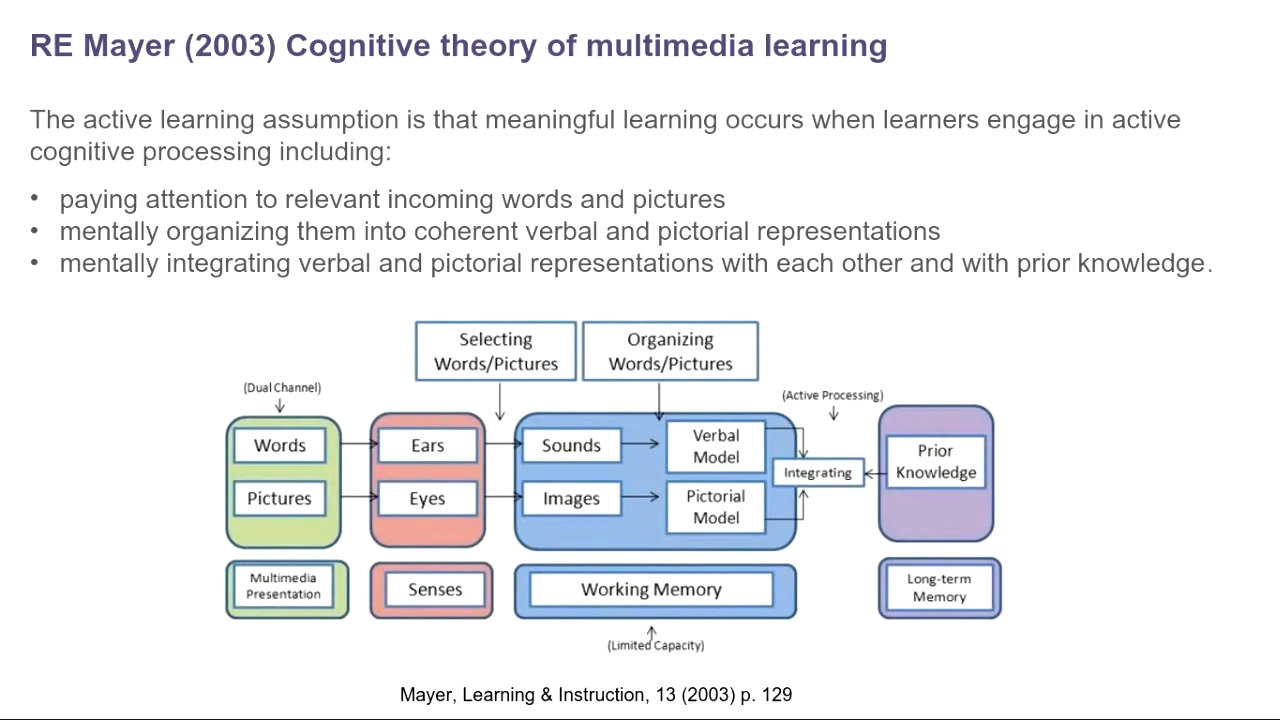 RE Mayer (2003) Cognitive theory of multimedia learning
The active learning assumption is that meaningful learning occurs when learners engage in active
cognitive processing including:
• paying attention to relevant incoming words and pictures
• mentally organizing them into coherent verbal and pictorial representations
• mentally integrating verbal and pictorial representations with each other and with prior knowledge.
Selecting
Words/Pictures
Organizing
Words/Pictures
(Dual Channel)
(Active Processing)
Words
Ears
Sounds
Verbal
Model
Pictures
Eyes
Images
Pictorial
Model
Integrating
Prior
Knowledge
Multimedia
Presentation
Senses
Working Memory
Long-term
Memory
(Limited Capacity)
Mayer, Learning & Instruction, 13 (2003) p. 129